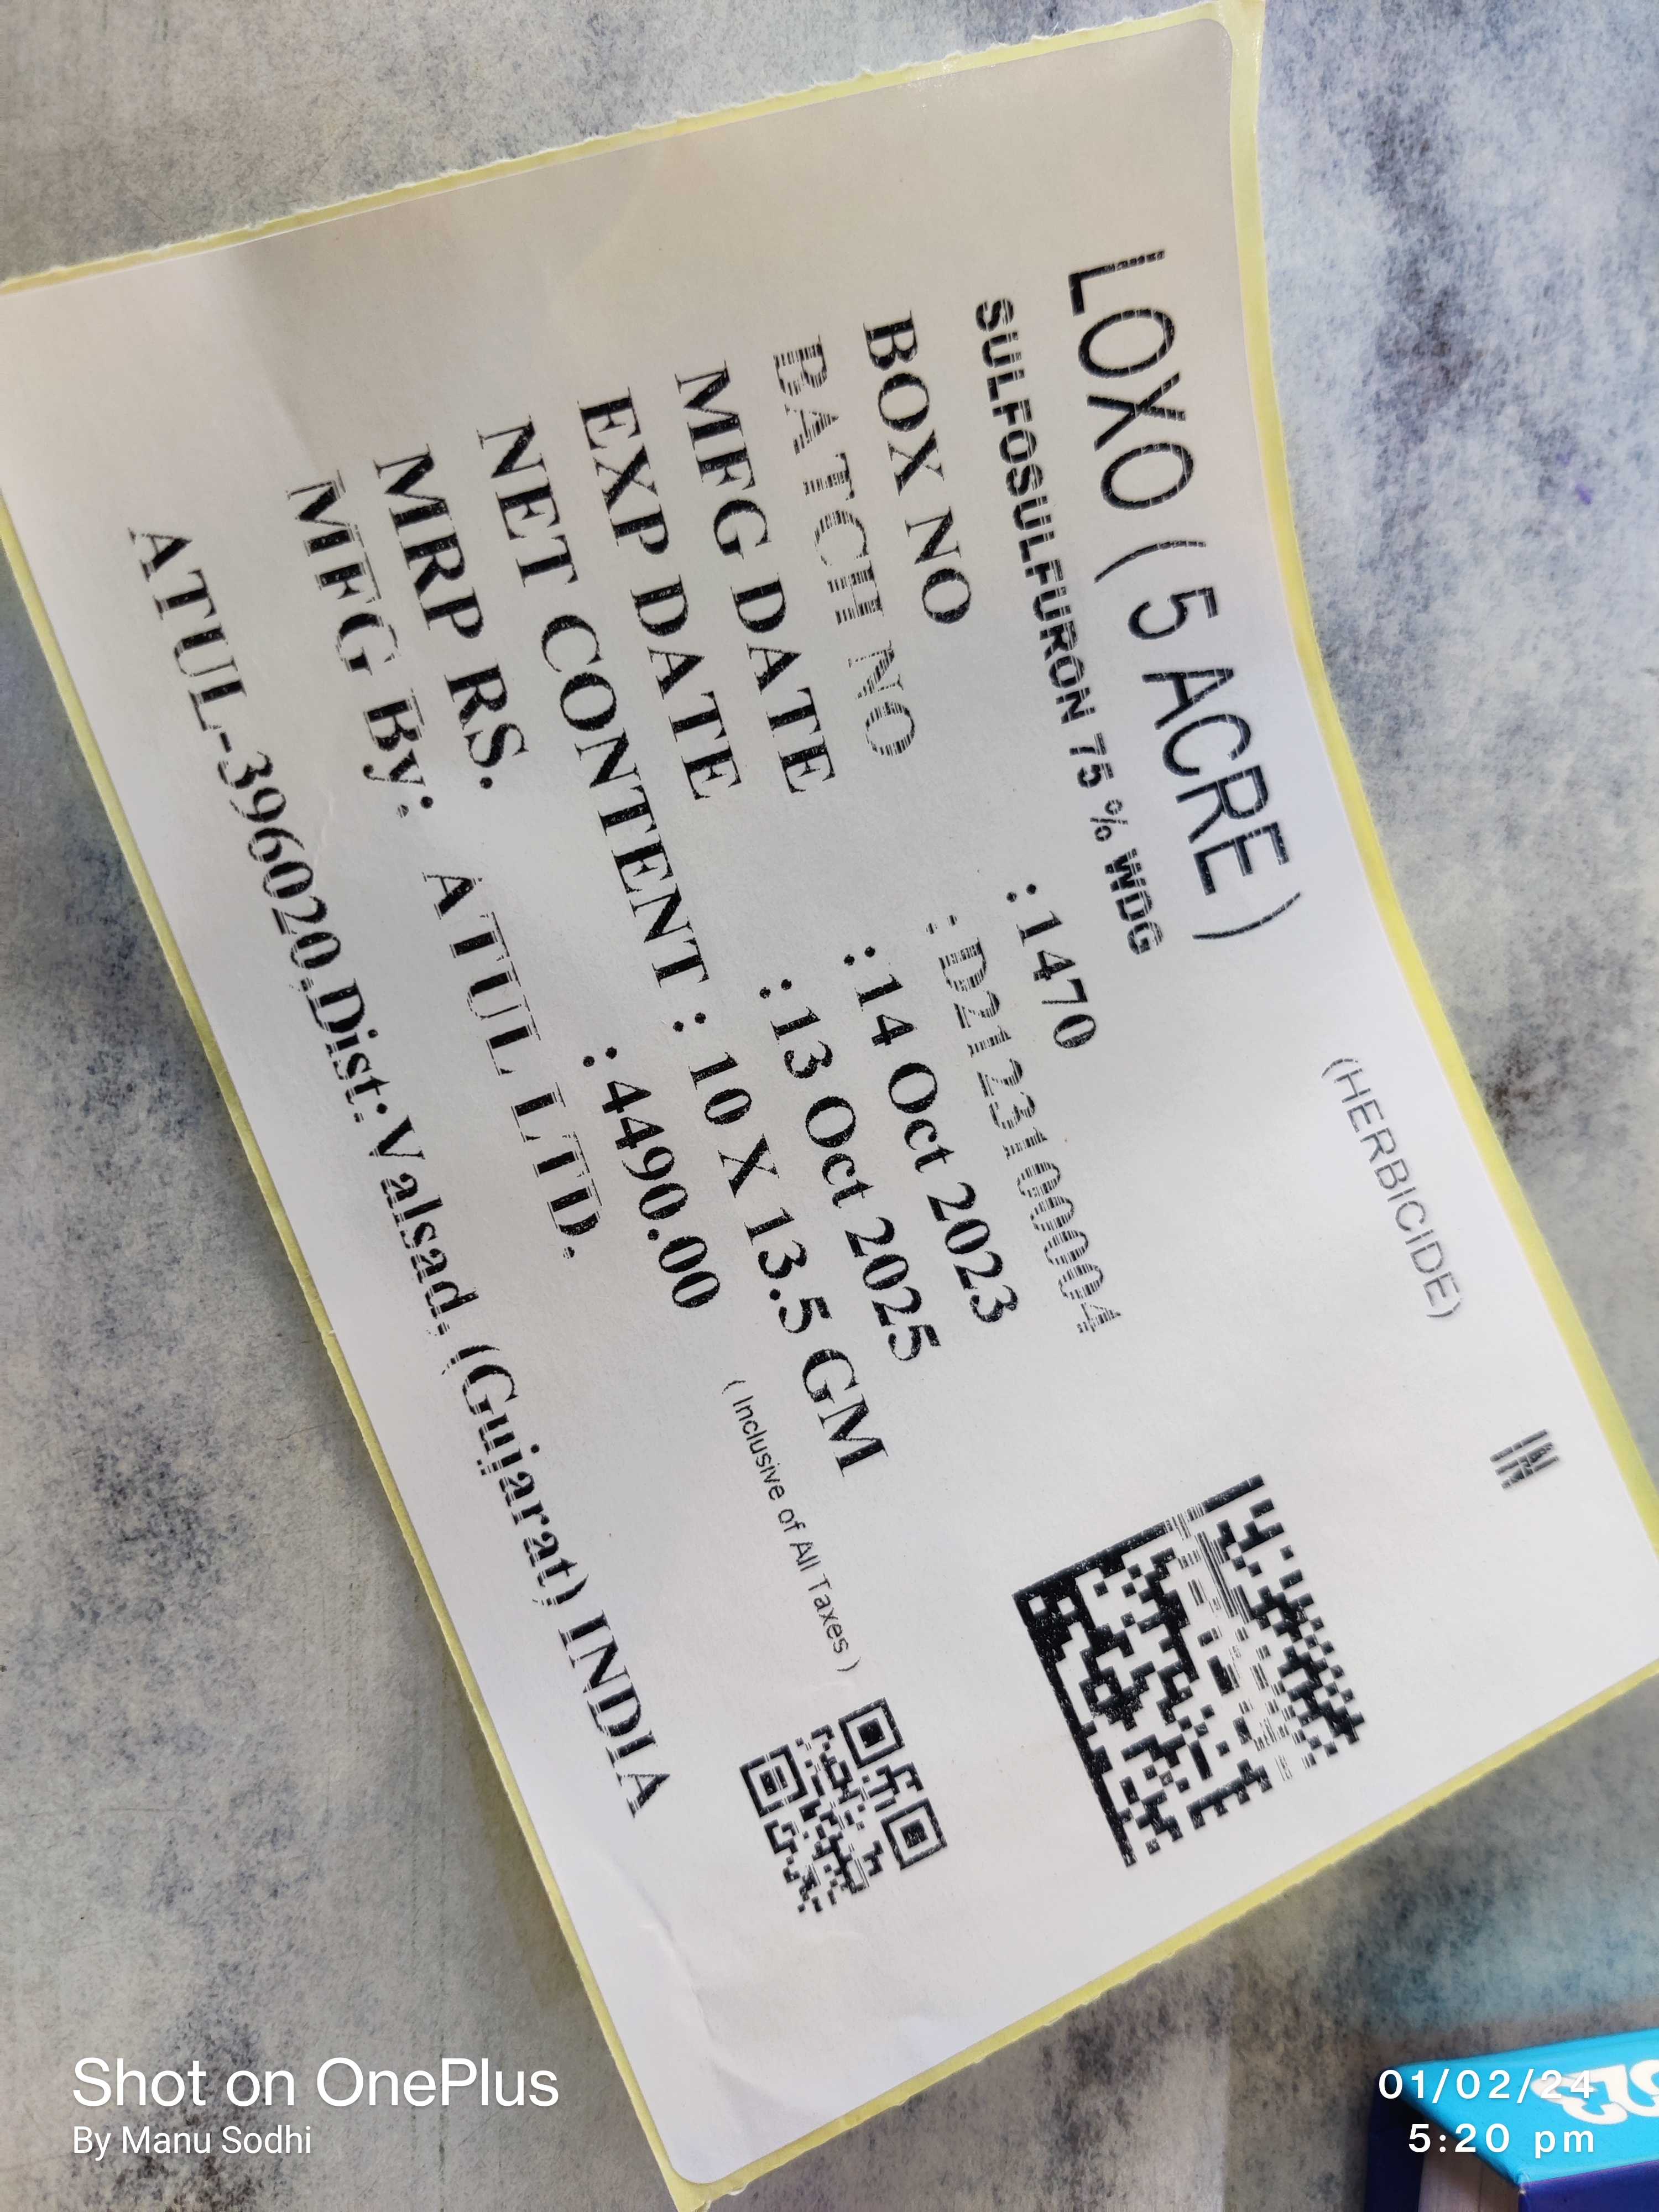 IN
(HERBICIDE)
LOXO ( 5 ACRE )
SULFOSULFURON 75 % WDG
BOX NO : 1470
BATCH NO : D2123100004
MFG DATE : 14 Oct 2023
EXP DATE : 13 Oct 2025
NET CONTENT : 10 X 13.5 GM
MRP RS. : 4490.00 ( Inclusive of All Taxes )
MFG By: ATUL LTD.
ATUL-396020,Dist:Valsad, (Gujarat) INDIA
Shot on OnePlus
By Manu Sodhi
01/02/24
5:20 pm